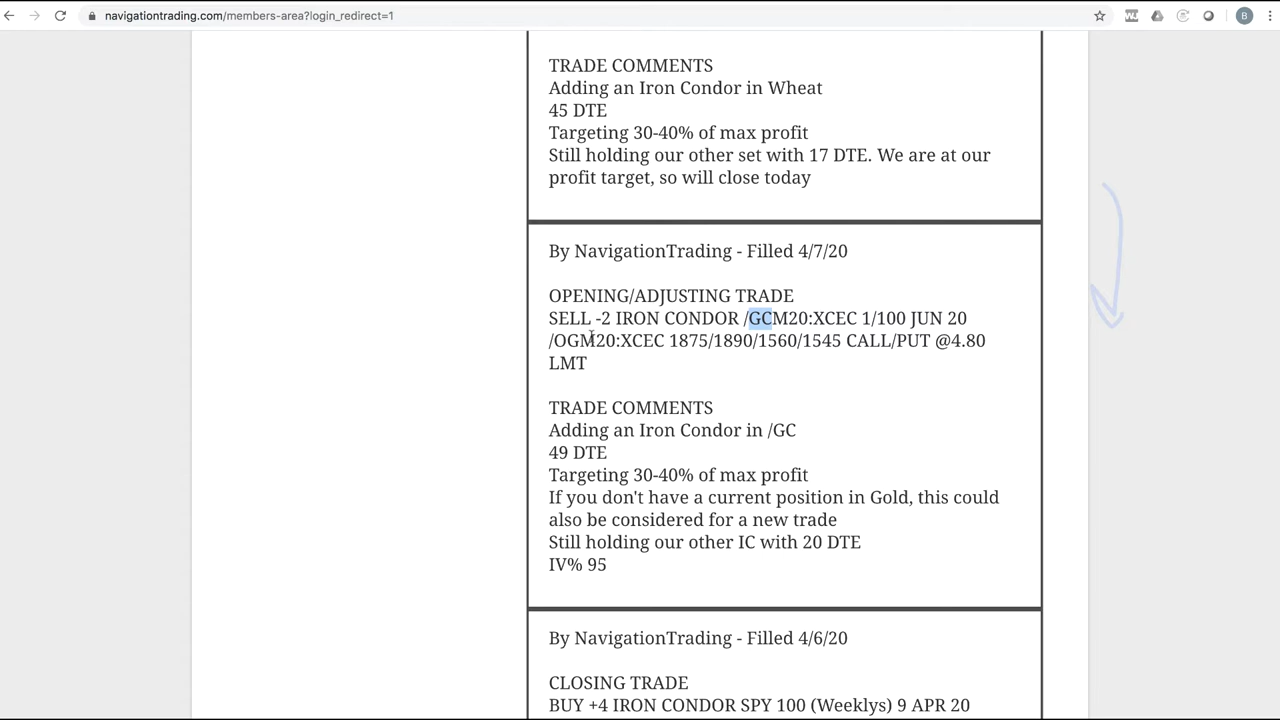 navigationtrading.com/members-area?login_redirect=1
B
TRADE COMMENTS
Adding an Iron Condor in Wheat
45 DTE
Targeting 30-40% of max profit
Still holding our other set with 17 DTE. We are at our
profit target, so will close today
By NavigationTrading - Filled 4/7/20
OPENING/ADJUSTING TRADE
SELL -2 IRON CONDOR /GCM20:XCEC 1/100 JUN 20
/OGM20:XCEC 1875/1890/1560/1545 CALL/PUT @4.80
LMT
TRADE COMMENTS
Adding an Iron Condor in /GC
49 DTE
Targeting 30-40% of max profit
If you don't have a current position in Gold, this could
also be considered for a new trade
Still holding our other IC with 20 DTE
IV% 95
By NavigationTrading - Filled 4/6/20
CLOSING TRADE
BUY +4 IRON CONDOR SPY 100 (Weeklys) 9 APR 20